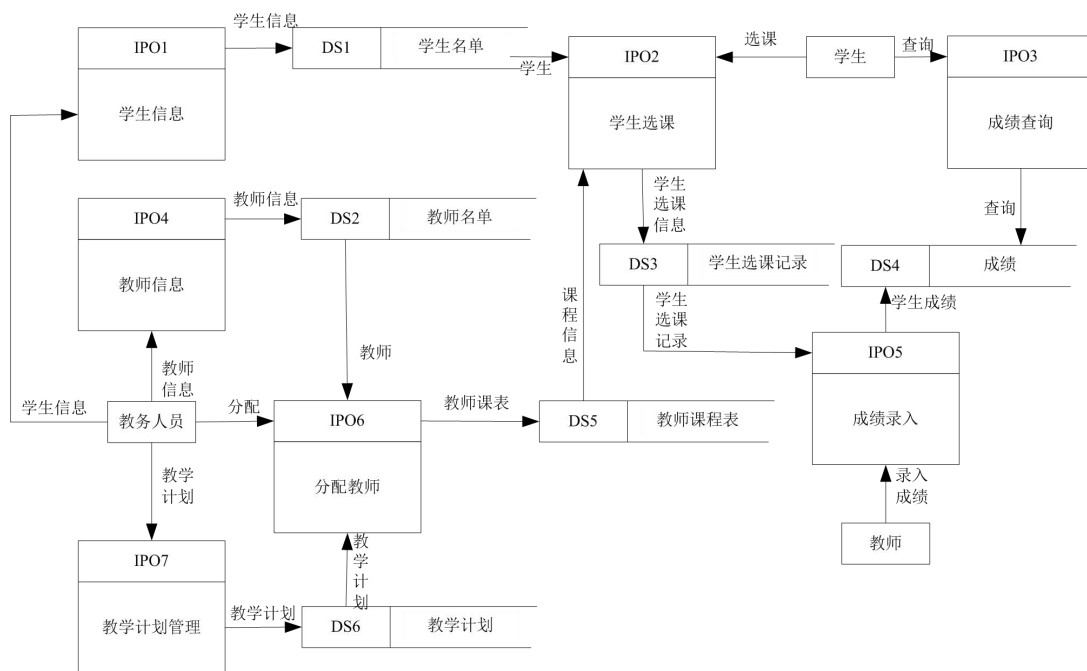 学生信息
IPO1
DS1
学生名单
学生信息
学生
IPO2
学生选课
选课
学生
查询
IPO3
成绩查询
IPO4
教师信息
教师信息
DS2
教师名单
学生
选课
信息
查询
DS3
学生选课记录
DS4
成绩
课
程
信
息
学生
选课
记录
学生成绩
IPO5
成绩录入
教师
教师
信息
学生信息
教务人员
分配
IPO6
分配教师
教师课表
DS5
教师课程表
教学
计划
录入
成绩
教师
IPO7
教学计划管理
教学计划
教
学
计
划
DS6
教学计划